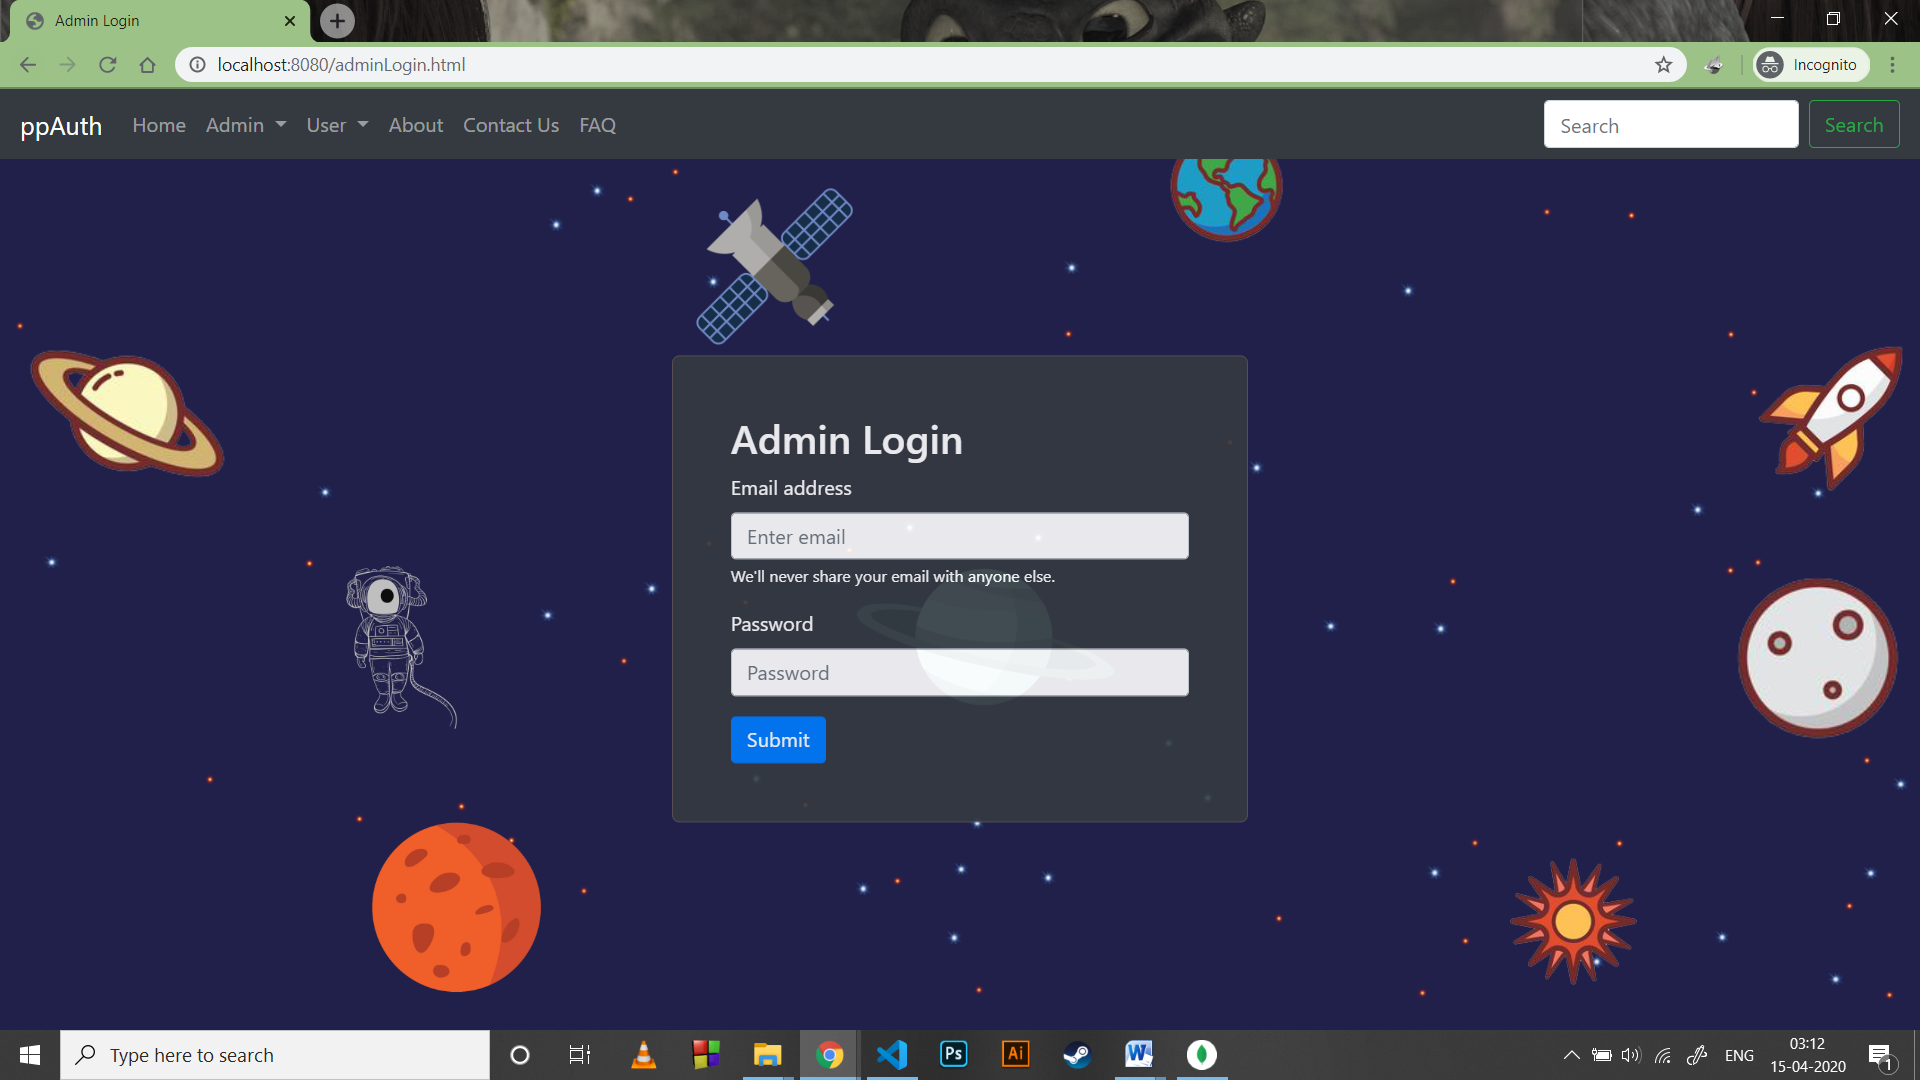 Admin Login
localhost:8080/adminLogin.html
Incognito
ppAuth Home Admin User About Contact Us FAQ
Search Search
Admin Login
Email address
Enter email
We'll never share your email with anyone else.
Password
Password
Submit
Type here to search
Ps
Ai
W
ENG
03:12
15-04-2020
1